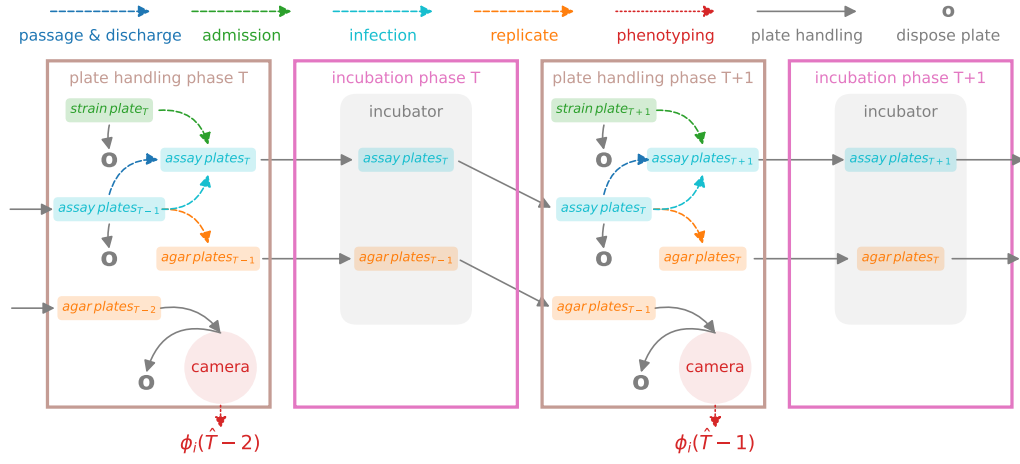 passage & discharge
admission
infection
replicate
phenotyping
plate handling
o
dispose plate
plate handling phase T
strain plate_T
o
assay plates_T
assay plates_{T−1}
o
agar plates_{T−1}
agar plates_{T−2}
camera
o
ϕ_i(T̂ − 2)
incubation phase T
incubator
assay plates_T
agar plates_{T−1}
plate handling phase T+1
strain plate_{T+1}
o
assay plates_{T+1}
assay plates_T
o
agar plates_T
agar plates_{T−1}
camera
o
ϕ_i(T̂ − 1)
incubation phase T+1
incubator
assay plates_{T+1}
agar plates_T